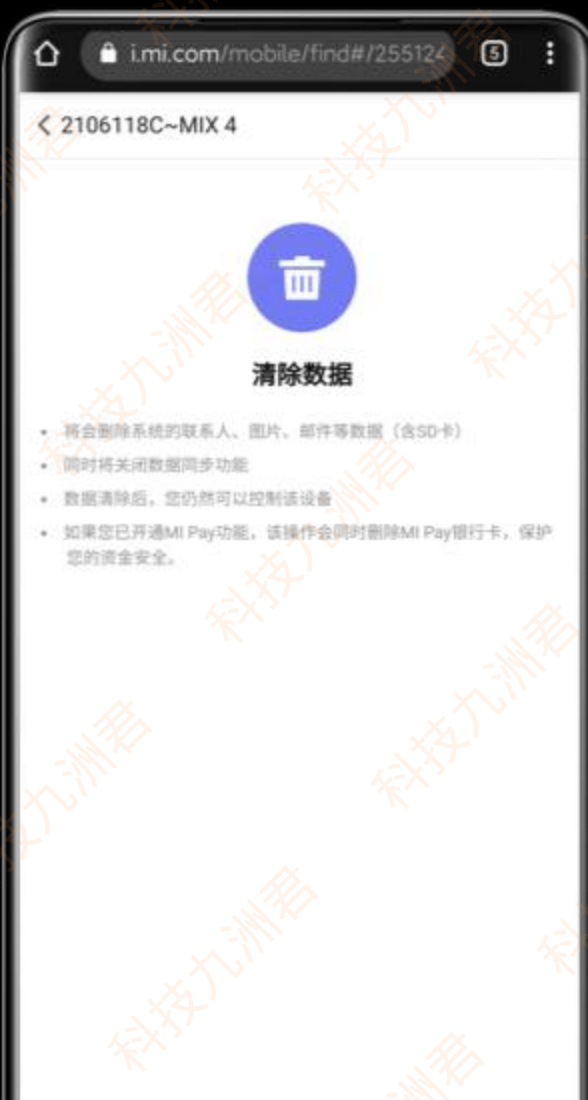 i.mi.com/mobile/find#/255124
5
2106118C~MIX 4
清除数据
• 将会删除系统的联系人、图片、邮件等数据（含SD卡）
• 同时将关闭数据同步功能
• 数据清除后，您仍然可以控制该设备
• 如果您已开通MI Pay功能，该操作会同时删除MI Pay银行卡，保护
您的资金安全。
科技九洲君